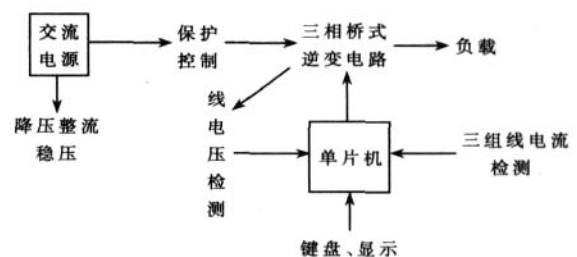 交流
电源
保护
控制
三相桥式
逆变电路
负载
降压整流
稳压
线电压检测
单片机
三组线电流
检测
键盘、显示